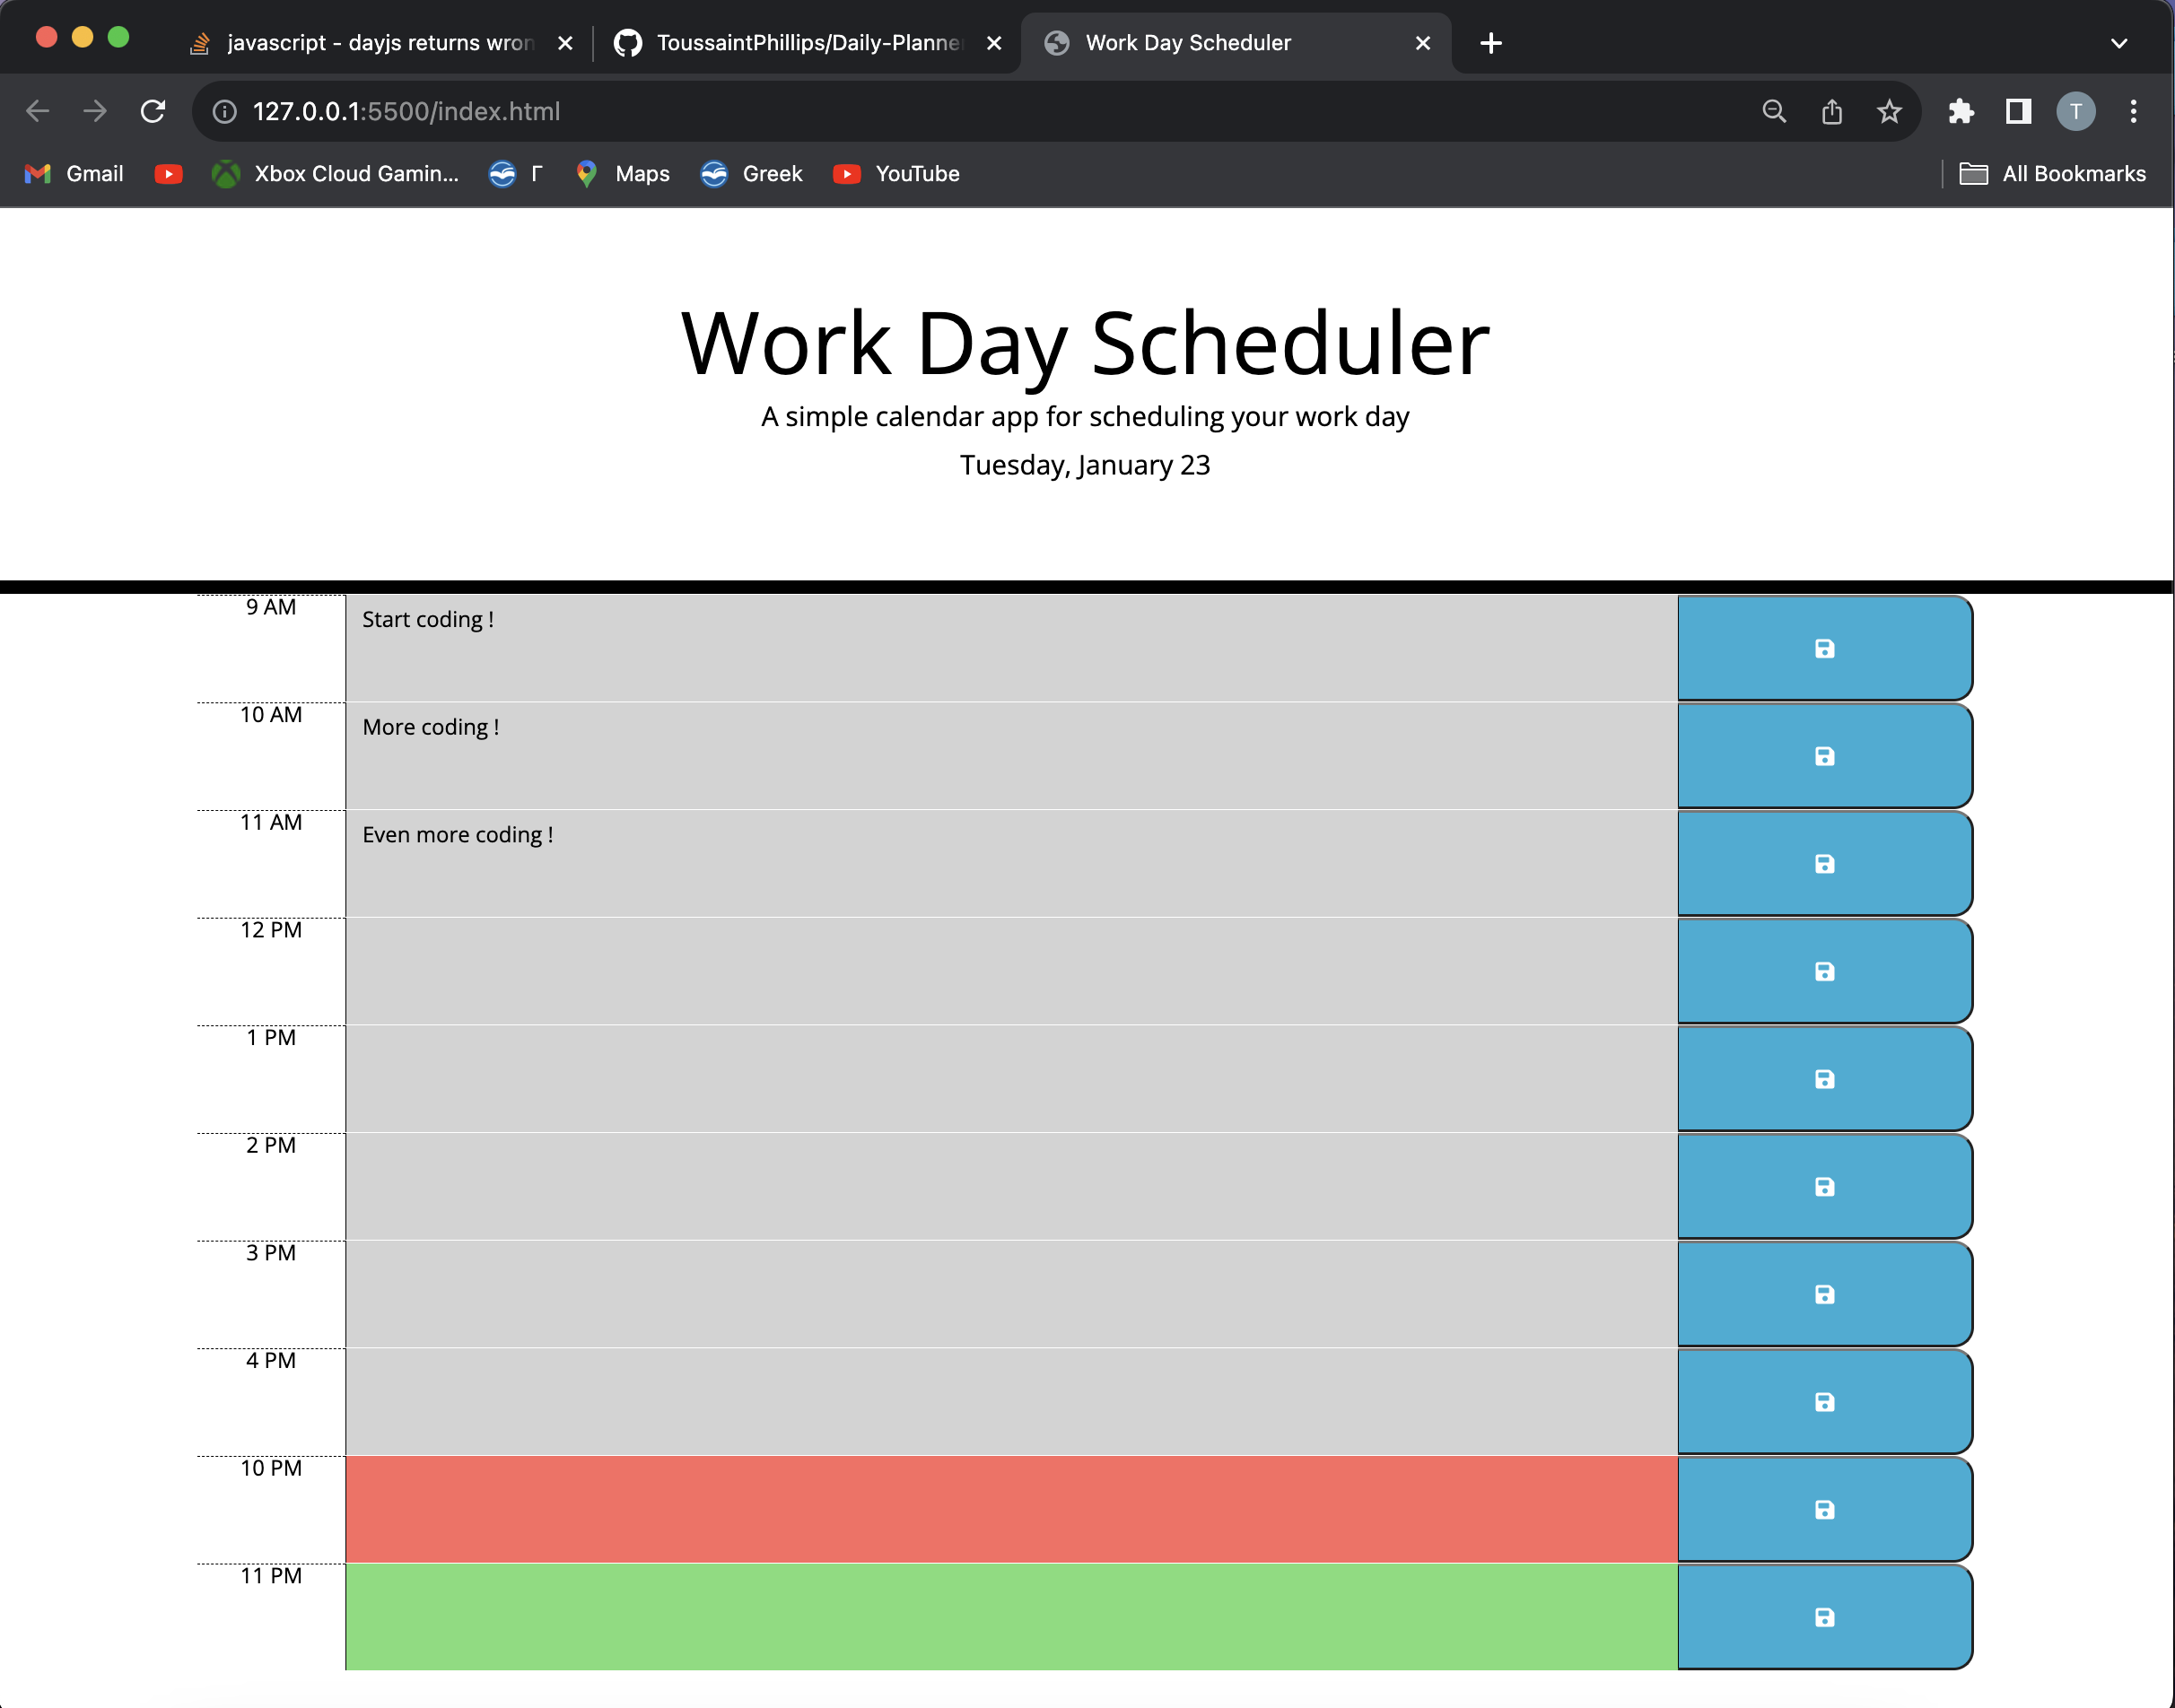 javascript - dayjs returns wron
ToussaintPhillips/Daily-Planne
Work Day Scheduler
127.0.0.1:5500/index.html
T
Gmail
Xbox Cloud Gamin...
Γ
Maps
Greek
YouTube
All Bookmarks
Work Day Scheduler
A simple calendar app for scheduling your work day
Tuesday, January 23
9 AM
Start coding !
10 AM
More coding !
11 AM
Even more coding !
12 PM
1 PM
2 PM
3 PM
4 PM
10 PM
11 PM